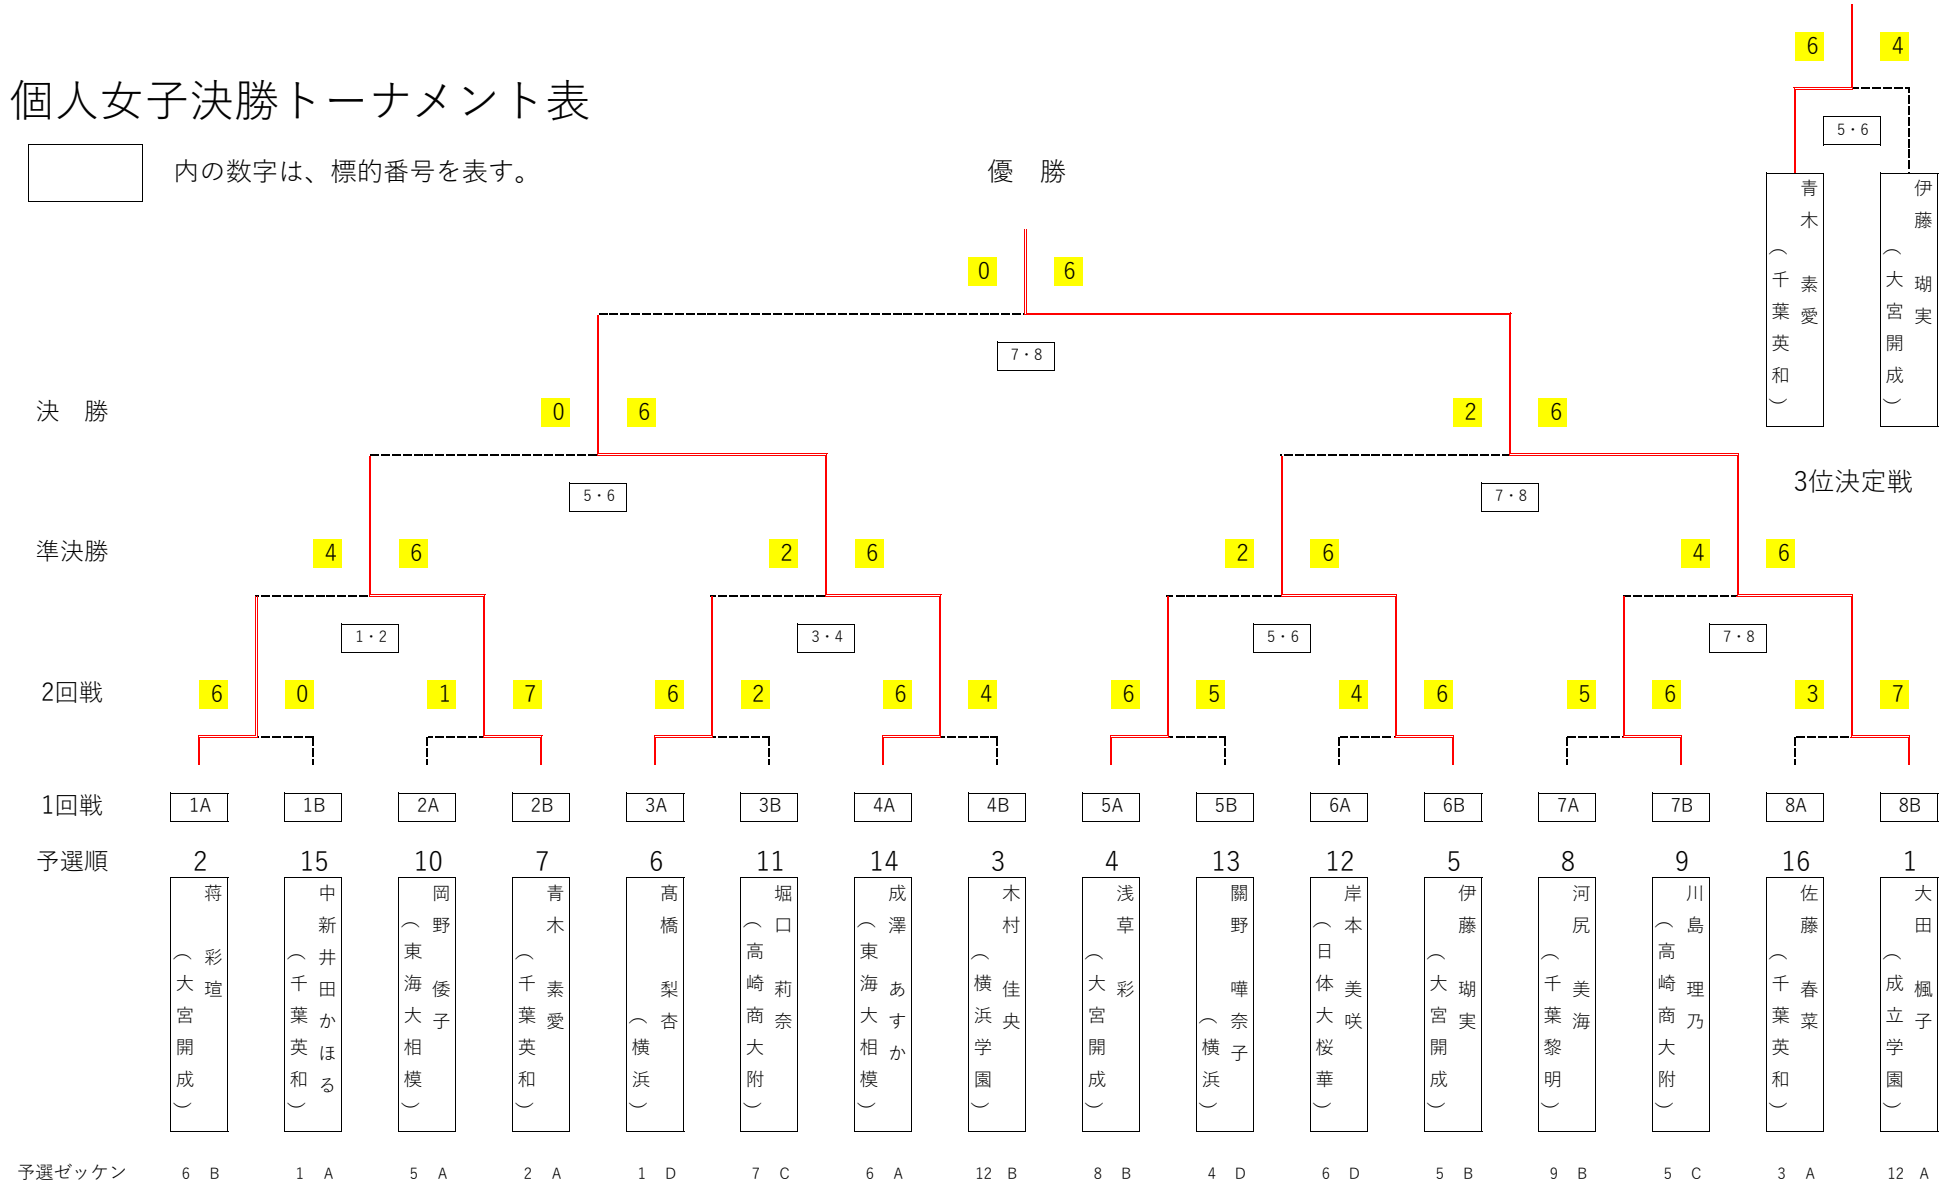 6 4
個人女子決勝トーナメント表
5・6
内の数字は、標的番号を表す。
優　勝
青木　素愛（千葉英和）
伊藤　瑚実（大宮開成）
0 6
7・8
決　勝
0 6 2 6
3位決定戦
5・6 7・8
準決勝
4 6 2 6 2 6 4 6
1・2 3・4 5・6 7・8
2回戦
6 0 1 7 6 2 6 4 6 5 4 6 5 6 3 7
1回戦 1A 1B 2A 2B 3A 3B 4A 4B 5A 5B 6A 6B 7A 7B 8A 8B
予選順 2 15 10 7 6 11 14 3 4 13 12 5 8 9 16 1
蒋　彩瑄（大宮開成）
中新井田かほる（千葉英和）
岡野　倭子（東海大相模）
青木　素愛（千葉英和）
髙橋　梨杏（横浜）
堀口　莉奈（高崎商大附）
成澤　あすか（東海大相模）
木村　佳央（横浜学園）
浅草　彩（大宮開成）
關野　嘩奈子（横浜）
岸本　美咲（日体大桜華）
伊藤　瑚実（大宮開成）
河尻　美海（千葉黎明）
川島　理乃（高崎商大附）
佐藤　春菜（千葉英和）
大田　楓子（成立学園）
予選ゼッケン 6 B 1 A 5 A 2 A 1 D 7 C 6 A 12 B 8 B 4 D 6 D 5 B 9 B 5 C 3 A 12 A